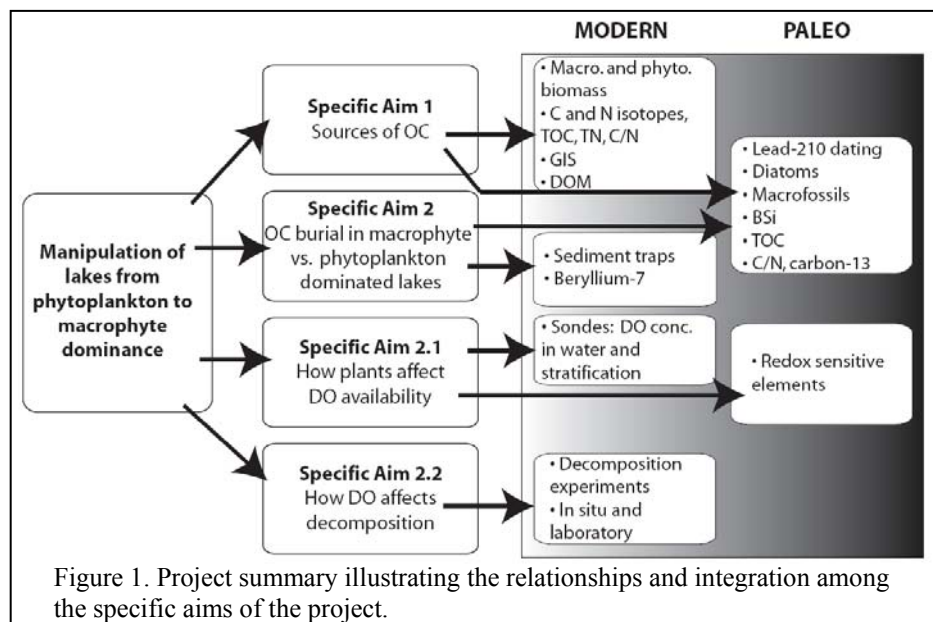 MODERN
PALEO
Manipulation of
lakes from
phytoplankton to
macrophyte
dominance
Specific Aim 1
Sources of OC
Specific Aim 2
OC burial in macrophyte
vs. phytoplankton
dominated lakes
Specific Aim 2.1
How plants affect
DO availability
Specific Aim 2.2
How DO affects
decomposition
• Macro. and phyto.
biomass
• C and N isotopes,
TOC, TN, C/N
• GIS
• DOM
• Sediment traps
• Beryllium-7
• Sondes: DO conc.
in water and
stratification
• Decomposition
experiments
• In situ and
laboratory
• Lead-210 dating
• Diatoms
• Macrofossils
• BSi
• TOC
• C/N, carbon-13
• Redox sensitive
elements
Figure 1. Project summary illustrating the relationships and integration among
the specific aims of the project.